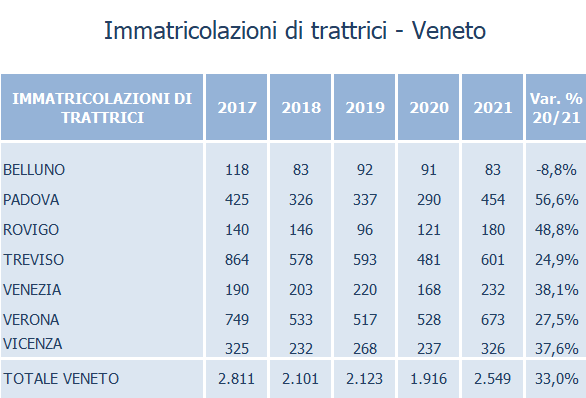 Immatricolazioni di trattrici - Veneto
IMMATRICOLAZIONI DI TRATTRICI 2017 2018 2019 2020 2021 Var. % 20/21
BELLUNO 118 83 92 91 83 -8,8%
PADOVA 425 326 337 290 454 56,6%
ROVIGO 140 146 96 121 180 48,8%
TREVISO 864 578 593 481 601 24,9%
VENEZIA 190 203 220 168 232 38,1%
VERONA 749 533 517 528 673 27,5%
VICENZA 325 232 268 237 326 37,6%
TOTALE VENETO 2.811 2.101 2.123 1.916 2.549 33,0%